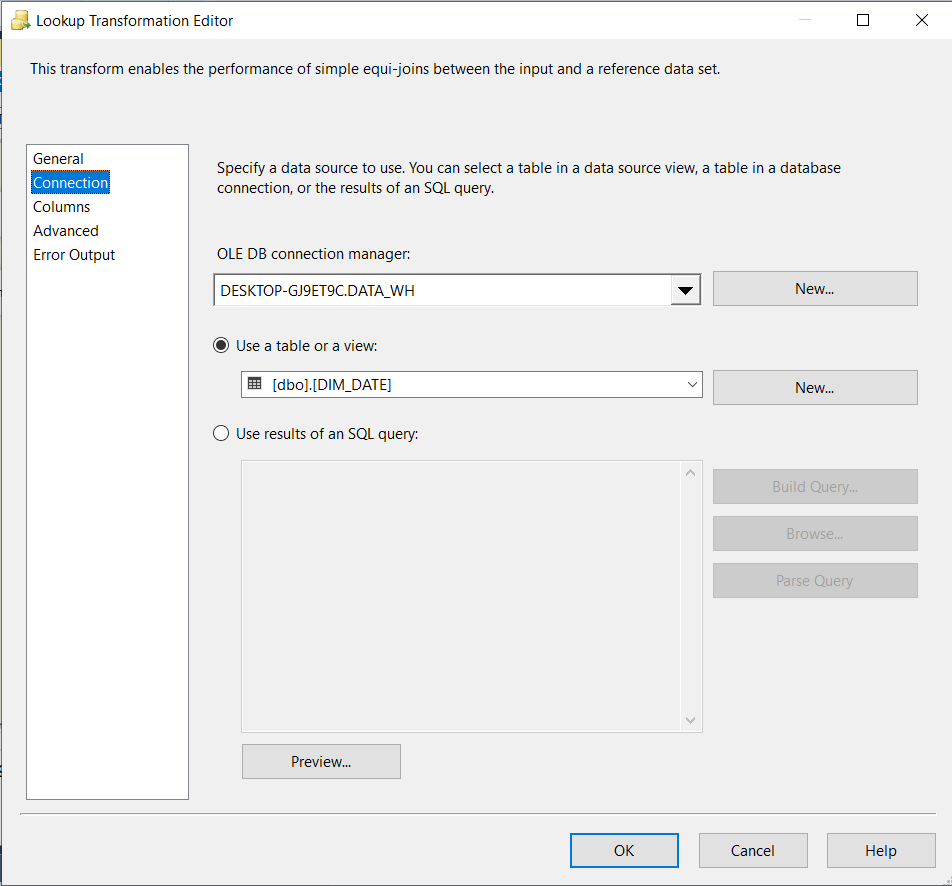 Lookup Transformation Editor
This transform enables the performance of simple equi-joins between the input and a reference data set.
General
Connection
Columns
Advanced
Error Output
Specify a data source to use. You can select a table in a data source view, a table in a database
connection, or the results of an SQL query.
OLE DB connection manager:
DESKTOP-GJ9ET9C.DATA_WH
New...
Use a table or a view:
[dbo].[DIM_DATE]
New...
Use results of an SQL query:
Build Query...
Browse...
Parse Query
Preview...
OK
Cancel
Help